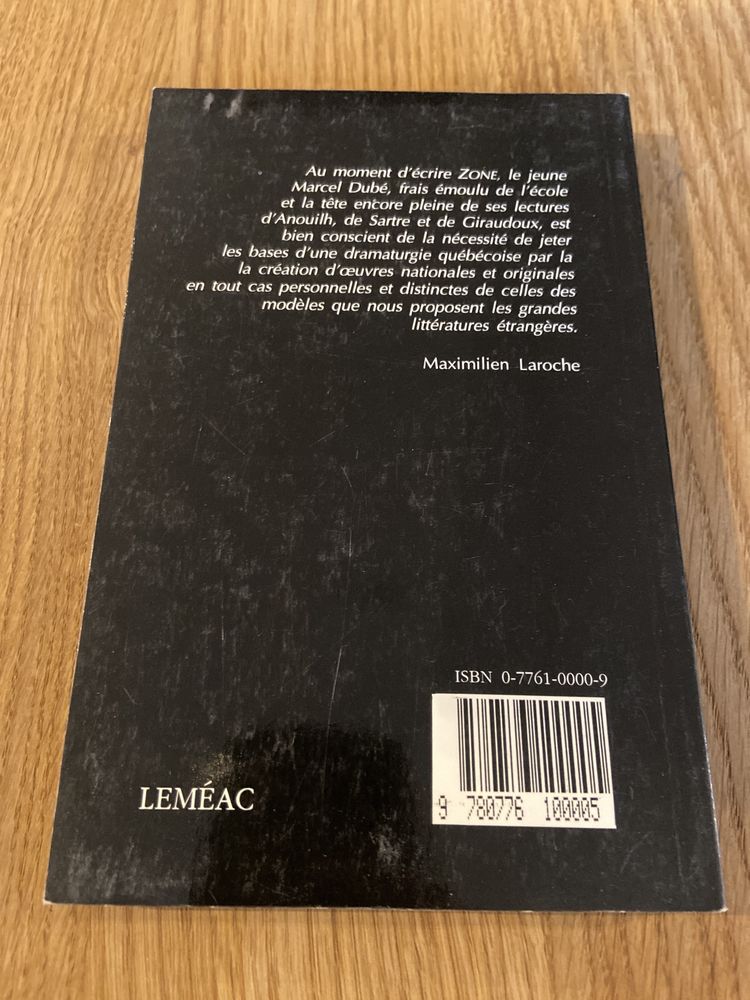 Au moment d'écrire ZONE, le jeune
Marcel Dubé, frais émoulu de l'école
et la tête encore pleine de ses lectures
d'Anouilh, de Sartre et de Giraudoux, est
bien conscient de la nécessité de jeter
les bases d'une dramaturgie québécoise par la
la création d'œuvres nationales et originales
en tout cas personnelles et distinctes de celles des
modèles que nous proposent les grandes
littératures étrangères.
Maximilien Laroche
ISBN 0-7761-0000-9
9 780776 100005
LEMÉAC